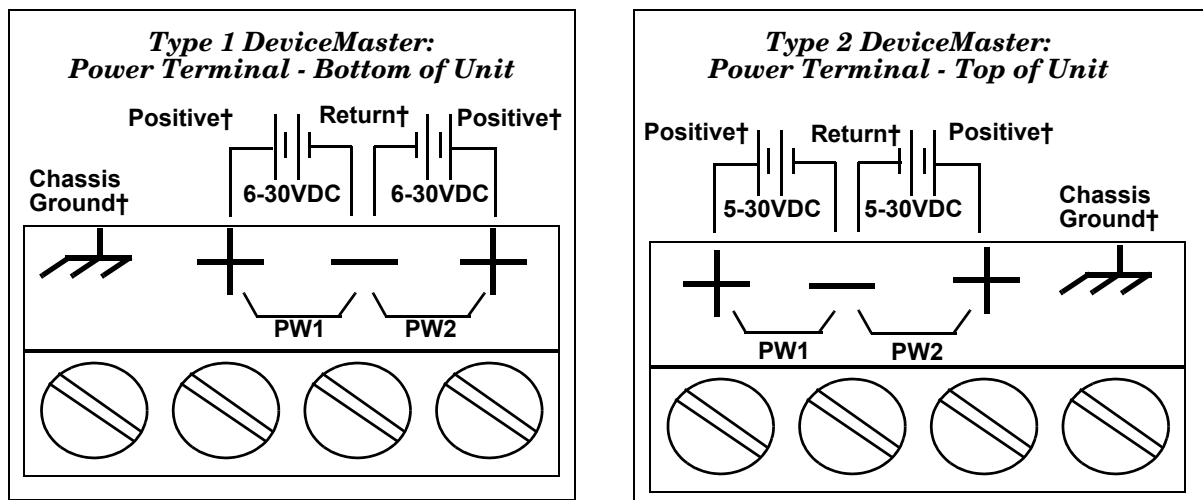 Type 1 DeviceMaster:
Power Terminal - Bottom of Unit
Positive† Return† Positive†
6-30VDC 6-30VDC
Chassis
Ground†
PW1 PW2
Type 2 DeviceMaster:
Power Terminal - Top of Unit
Positive† Return† Positive†
5-30VDC 5-30VDC
Chassis
Ground†
PW1 PW2